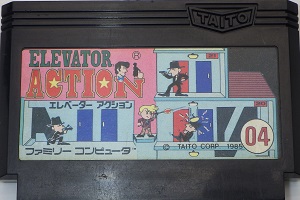 TAITO
ELEVATOR
ACTION®
エレベーター アクション
04
© TAITO CORP. 1985
ファミリー コンピュータ